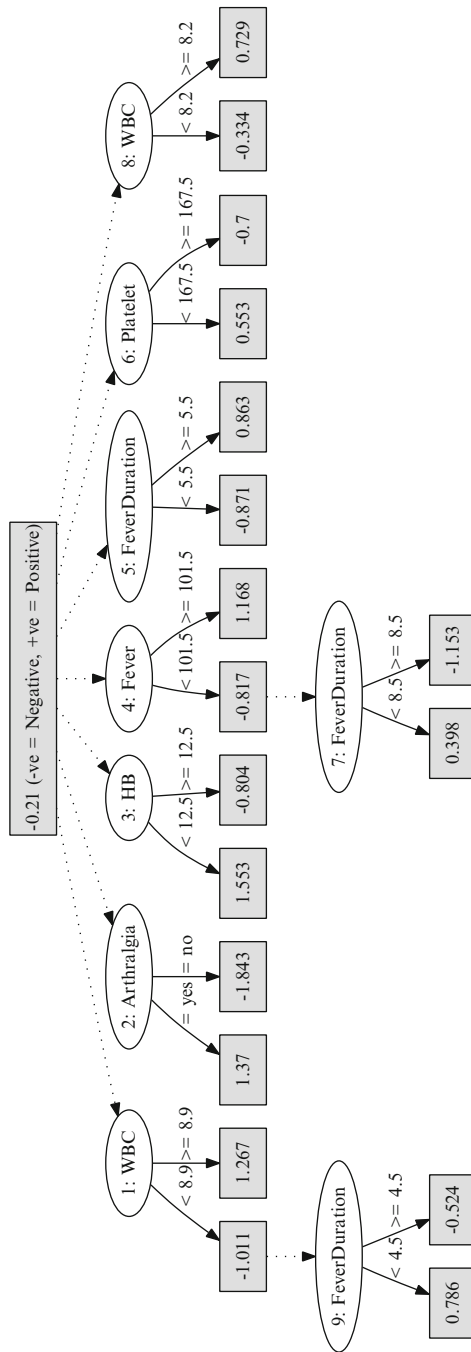 -0.21 (-ve = Negative, +ve = Positive)
1: WBC
2: Arthralgia
3: HB
4: Fever
5: FeverDuration
6: Platelet
8: WBC
< 8.9
>= 8.9
= yes
= no
< 12.5
>= 12.5
< 101.5
>= 101.5
< 5.5
>= 5.5
< 167.5
>= 167.5
< 8.2
>= 8.2
-1.011
1.267
1.37
-1.843
1.553
-0.804
-0.817
1.168
-0.871
0.863
0.553
-0.7
-0.334
0.729
9: FeverDuration
7: FeverDuration
< 4.5
>= 4.5
< 8.5
>= 8.5
0.786
-0.524
0.398
-1.153